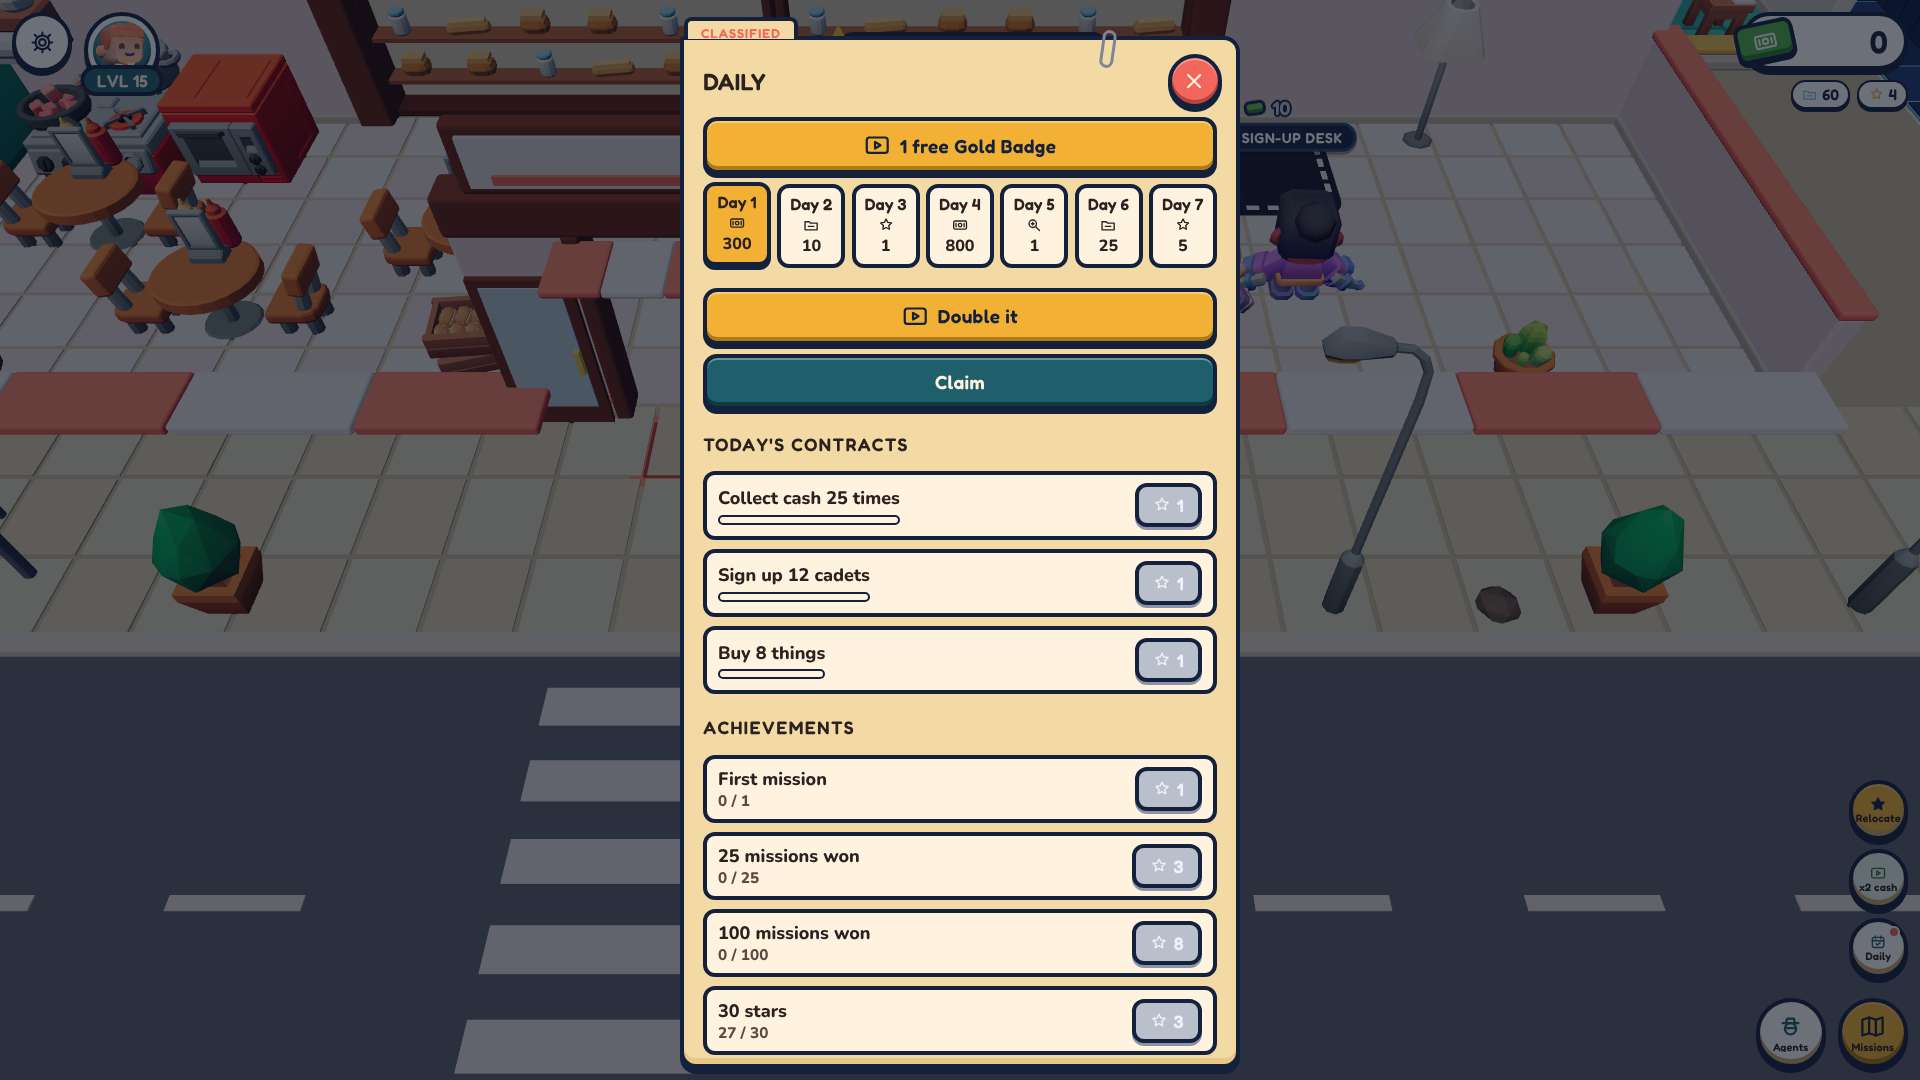 CLASSIFIED
DAILY
1 free Gold Badge
Day 1
300
Day 2
10
Day 3
1
Day 4
800
Day 5
1
Day 6
25
Day 7
5
Double it
Claim
TODAY'S CONTRACTS
Collect cash 25 times
1
Sign up 12 cadets
1
Buy 8 things
1
ACHIEVEMENTS
First mission
0 / 1
1
25 missions won
0 / 25
3
100 missions won
0 / 100
8
30 stars
27 / 30
3
LVL 15
0
60
4
10
SIGN-UP DESK
Relocate
x2 cash
Daily
Agents
Missions